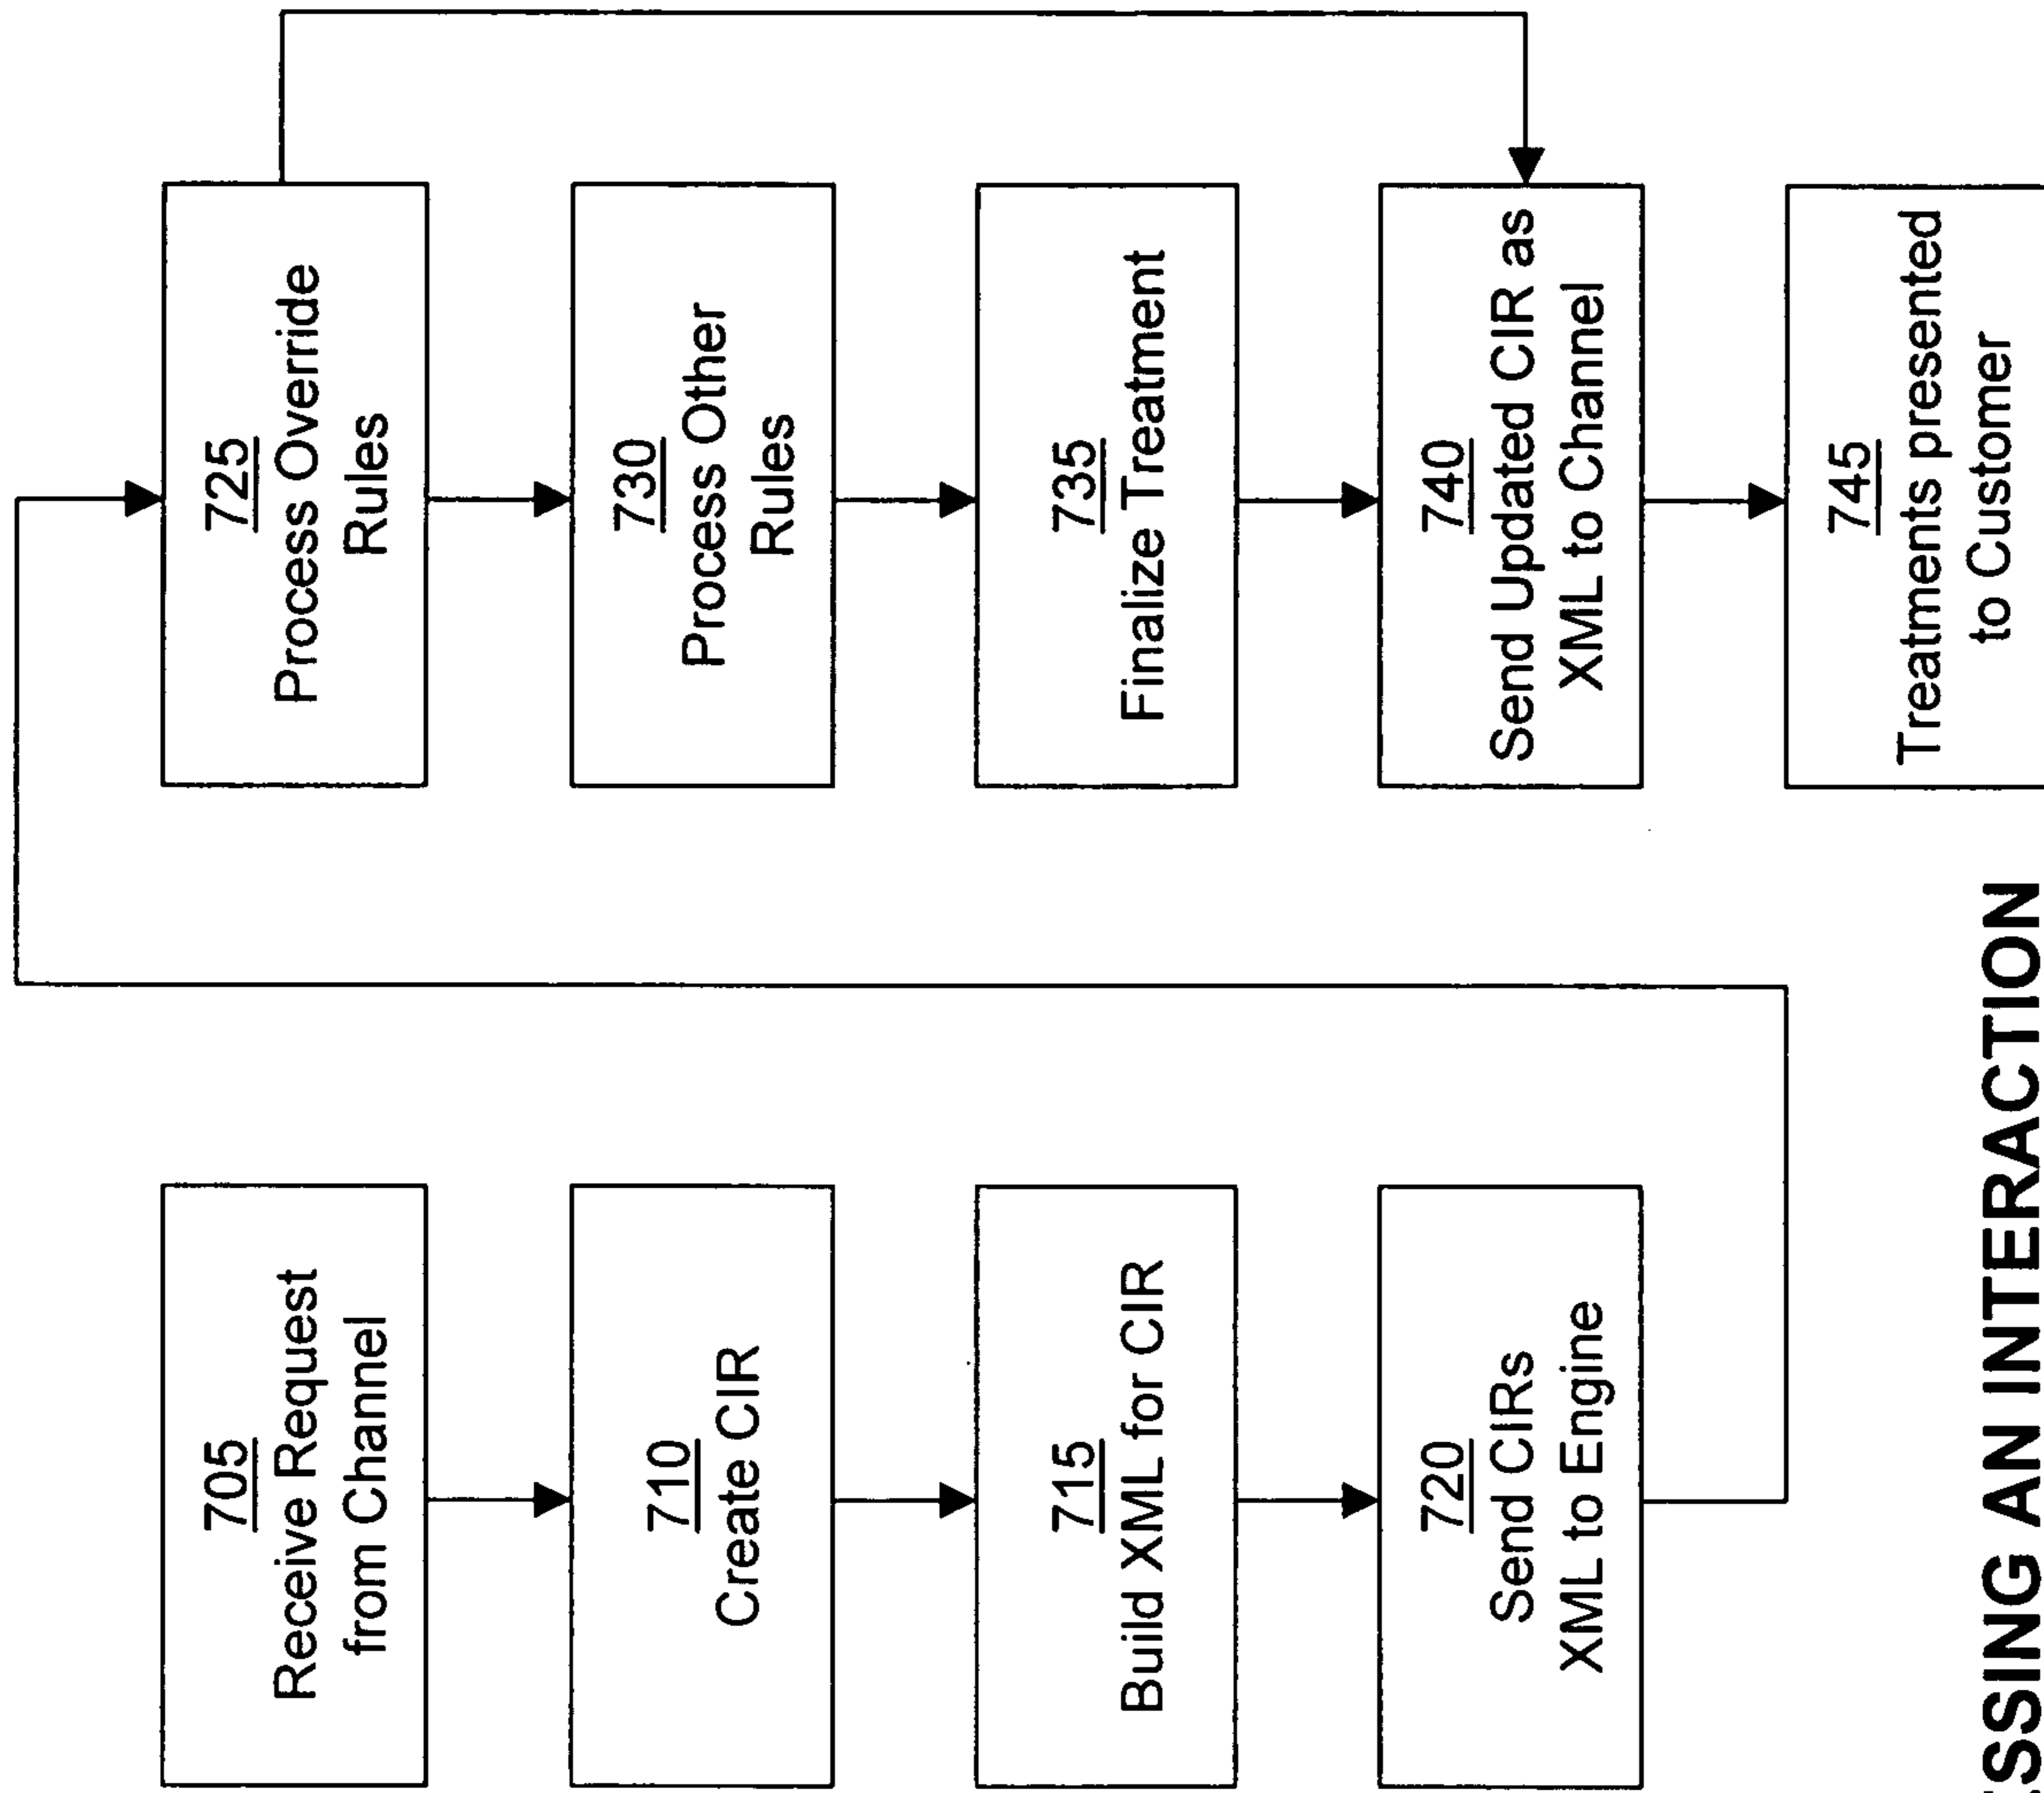 705
Receive Request
from Channel
710
Create CIR
715
Build XML for CIR
720
Send CIRs
XML to Engine
725
Process Override
Rules
730
Process Other
Rules
735
Finalize Treatment
740
Send Updated CIR as
XML to Channel
745
Treatments presented
to Customer
AN INTERACTION